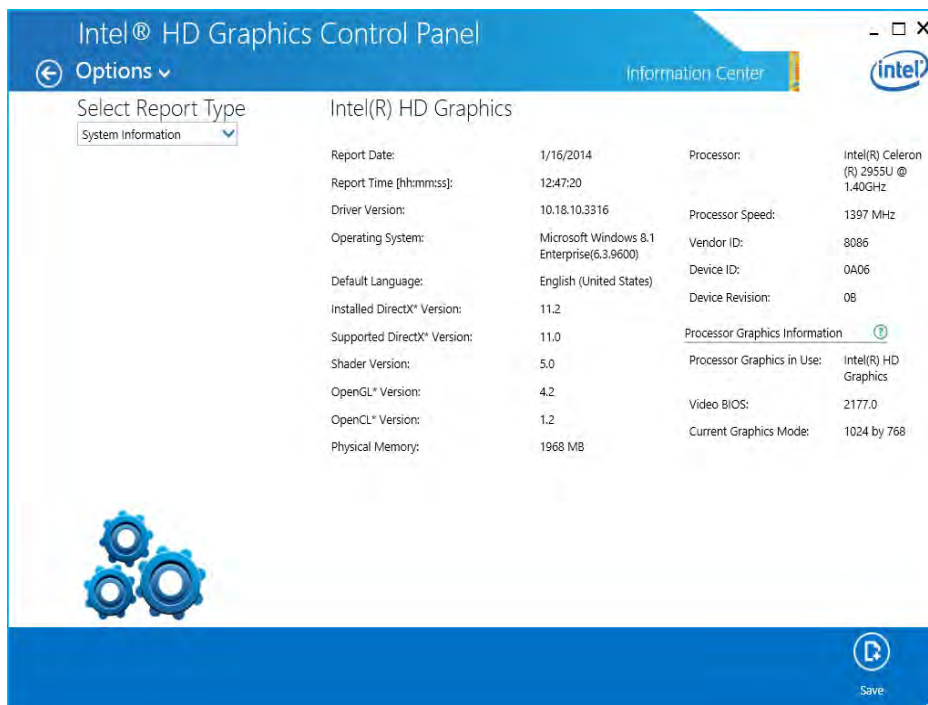 Intel® HD Graphics Control Panel
Options
Information Center
intel
Select Report Type
System Information
Intel(R) HD Graphics
Report Date: 1/16/2014
Report Time [hh:mm:ss]: 12:47:20
Driver Version: 10.18.10.3316
Operating System: Microsoft Windows 8.1
Enterprise(6.3.9600)
Default Language: English (United States)
Installed DirectX* Version: 11.2
Supported DirectX* Version: 11.0
Shader Version: 5.0
OpenGL* Version: 4.2
OpenCL* Version: 1.2
Physical Memory: 1968 MB
Processor: Intel(R) Celeron
(R) 2955U @
1.40GHz
Processor Speed: 1397 MHz
Vendor ID: 8086
Device ID: 0A06
Device Revision: 0B
Processor Graphics Information ?
Processor Graphics in Use: Intel(R) HD
Graphics
Video BIOS: 2177.0
Current Graphics Mode: 1024 by 768
Save